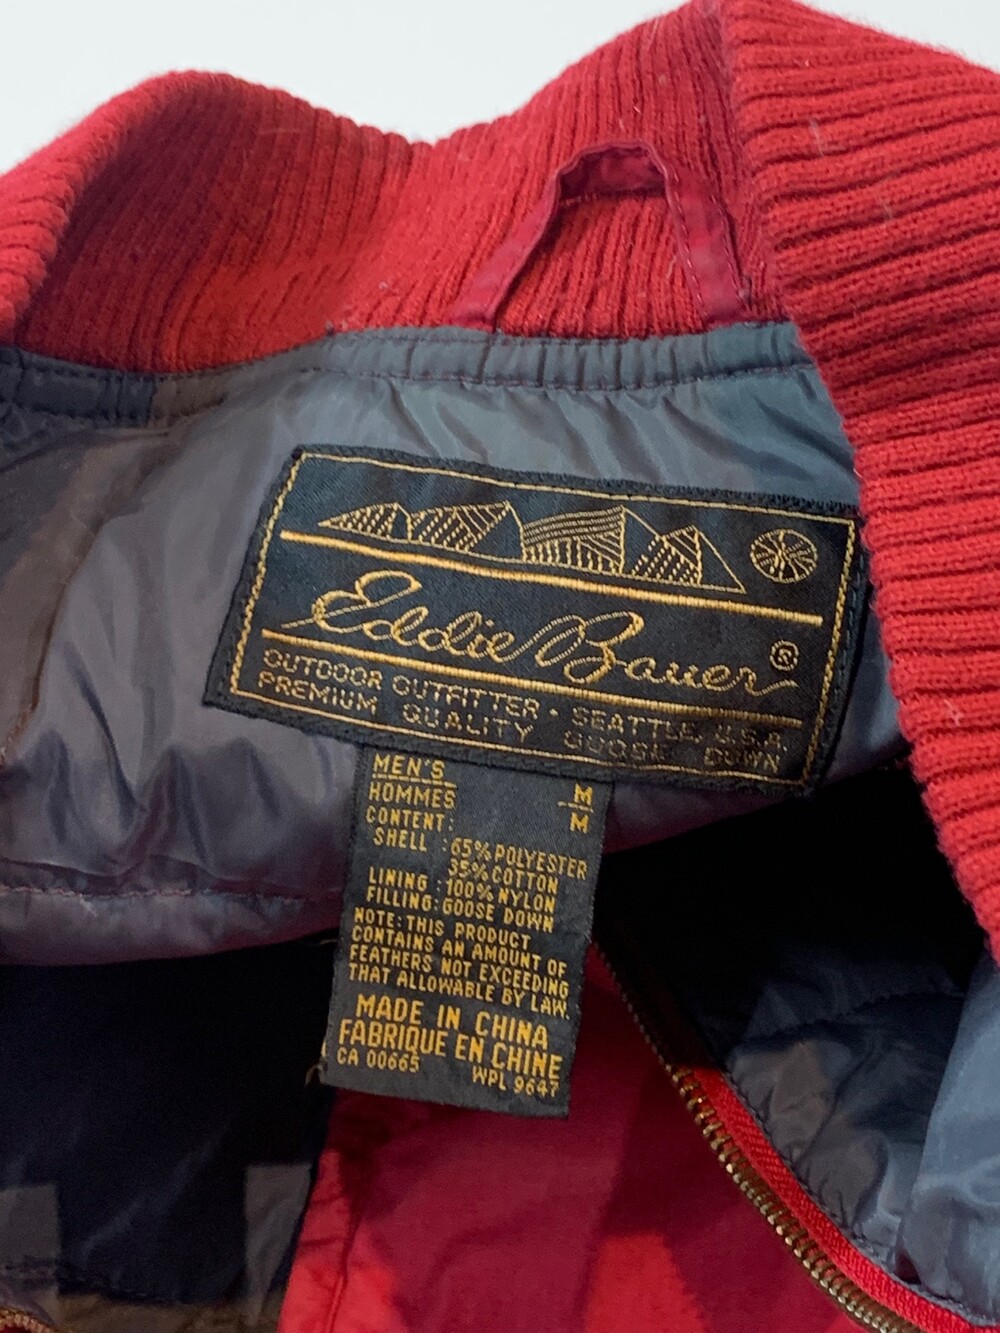 Eddie Bauer®
OUTDOOR OUTFITTER • SEATTLE, U.S.A.
PREMIUM QUALITY GOOSE DOWN
MEN'S M
HOMMES M
CONTENT:
SHELL : 65% POLYESTER
35% COTTON
LINING : 100% NYLON
FILLING: GOOSE DOWN
NOTE: THIS PRODUCT
CONTAINS AN AMOUNT OF
FEATHERS NOT EXCEEDING
THAT ALLOWABLE BY LAW.
MADE IN CHINA
FABRIQUE EN CHINE
CA 00665 WPL 9647